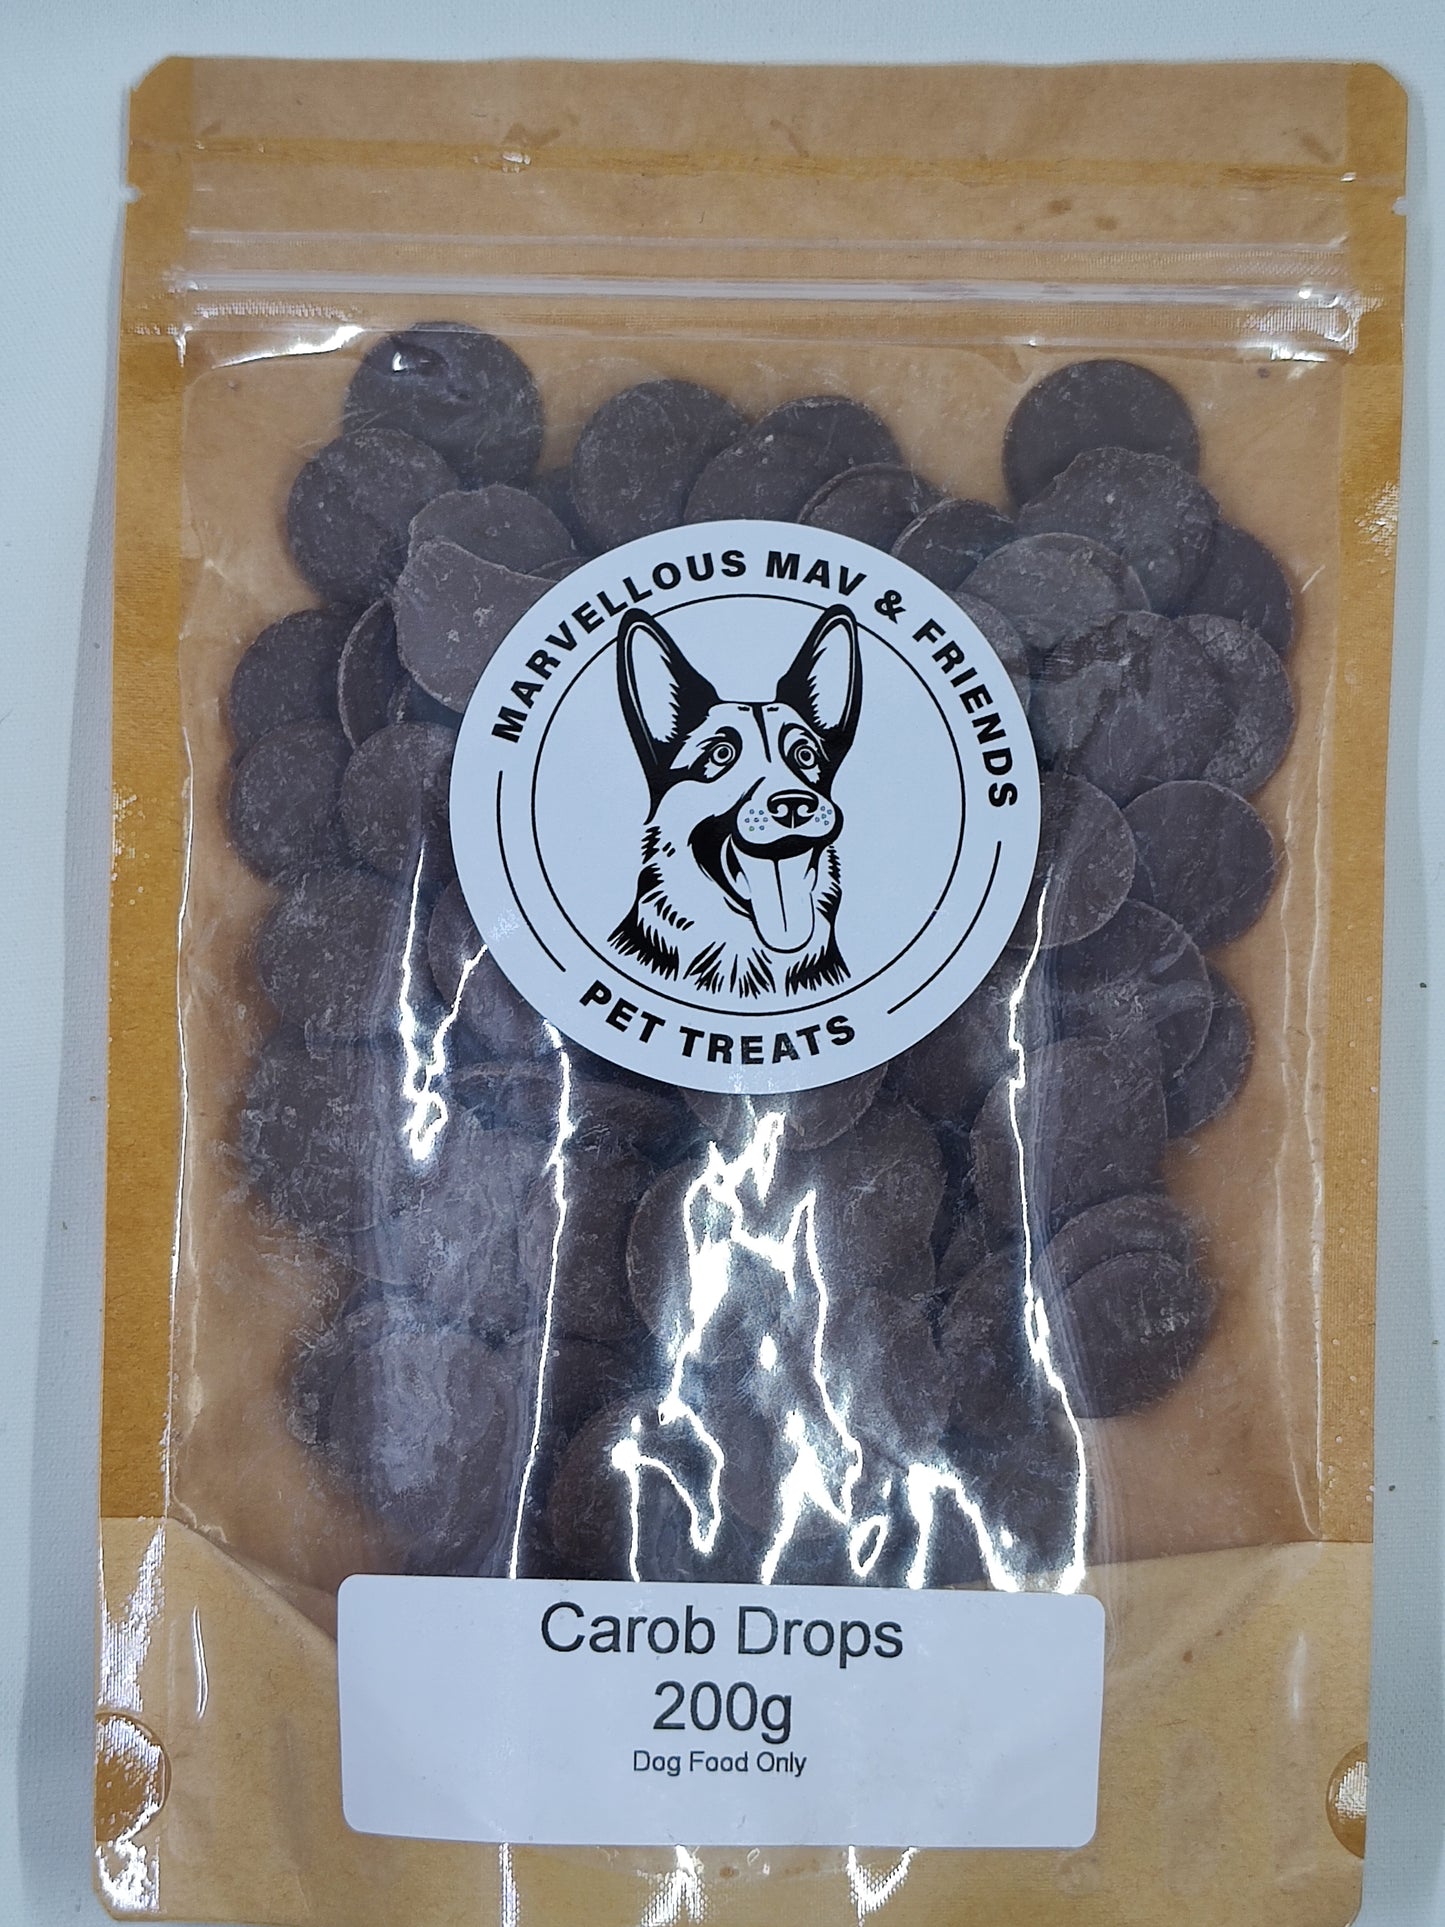 MARVELLOUS MAV & FRIENDS
PET TREATS
Carob Drops
200g
Dog Food Only